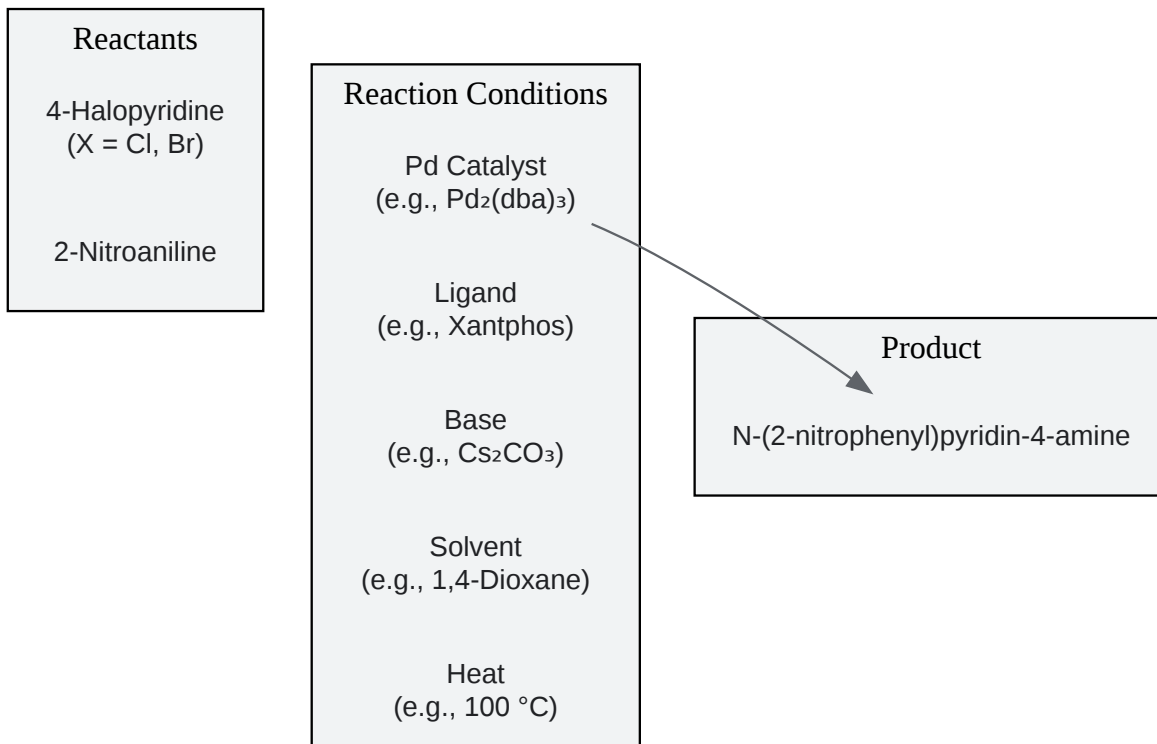 Reactants
4-Halopyridine
(X = Cl, Br)
2-Nitroaniline
Reaction Conditions
Pd Catalyst
(e.g., Pd₂(dba)₃)
Ligand
(e.g., Xantphos)
Base
(e.g., Cs₂CO₃)
Solvent
(e.g., 1,4-Dioxane)
Heat
(e.g., 100 °C)
Product
N-(2-nitrophenyl)pyridin-4-amine